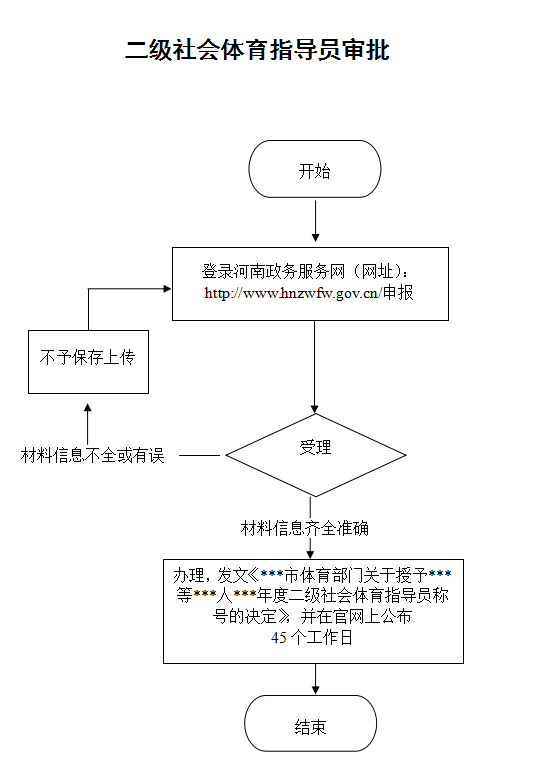 二级社会体育指导员审批
开始
登录河南政务服务网（网址）：
http://www.hnzwfw.gov.cn/申报
不予保存上传
受理
材料信息不全或有误
材料信息齐全准确
办理，发文《***市体育部门关于授予***
等***人***年度二级社会体育指导员称
号的决定》，并在官网上公布
45个工作日
结束